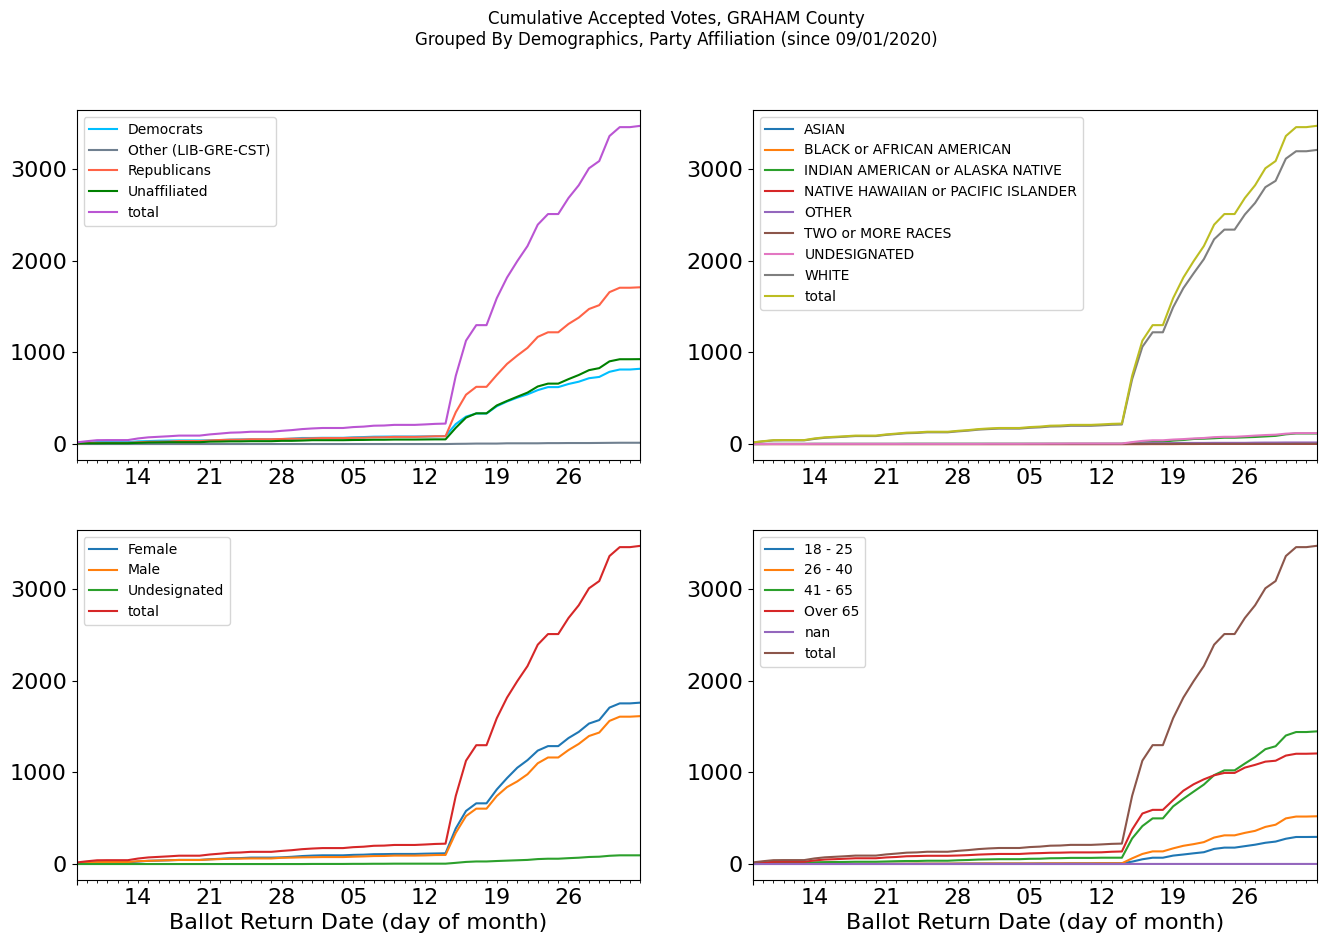 Cumulative Accepted Votes, GRAHAM County
Grouped By Demographics, Party Affiliation (since 09/01/2020)
Democrats
Other (LIB-GRE-CST)
Republicans
Unaffiliated
total
3000
2000
1000
0
14 21 28 05 12 19 26
ASIAN
BLACK or AFRICAN AMERICAN
INDIAN AMERICAN or ALASKA NATIVE
NATIVE HAWAIIAN or PACIFIC ISLANDER
OTHER
TWO or MORE RACES
UNDESIGNATED
WHITE
total
3000
2000
1000
0
14 21 28 05 12 19 26
Female
Male
Undesignated
total
3000
2000
1000
0
14 21 28 05 12 19 26
Ballot Return Date (day of month)
18 - 25
26 - 40
41 - 65
Over 65
nan
total
3000
2000
1000
0
14 21 28 05 12 19 26
Ballot Return Date (day of month)